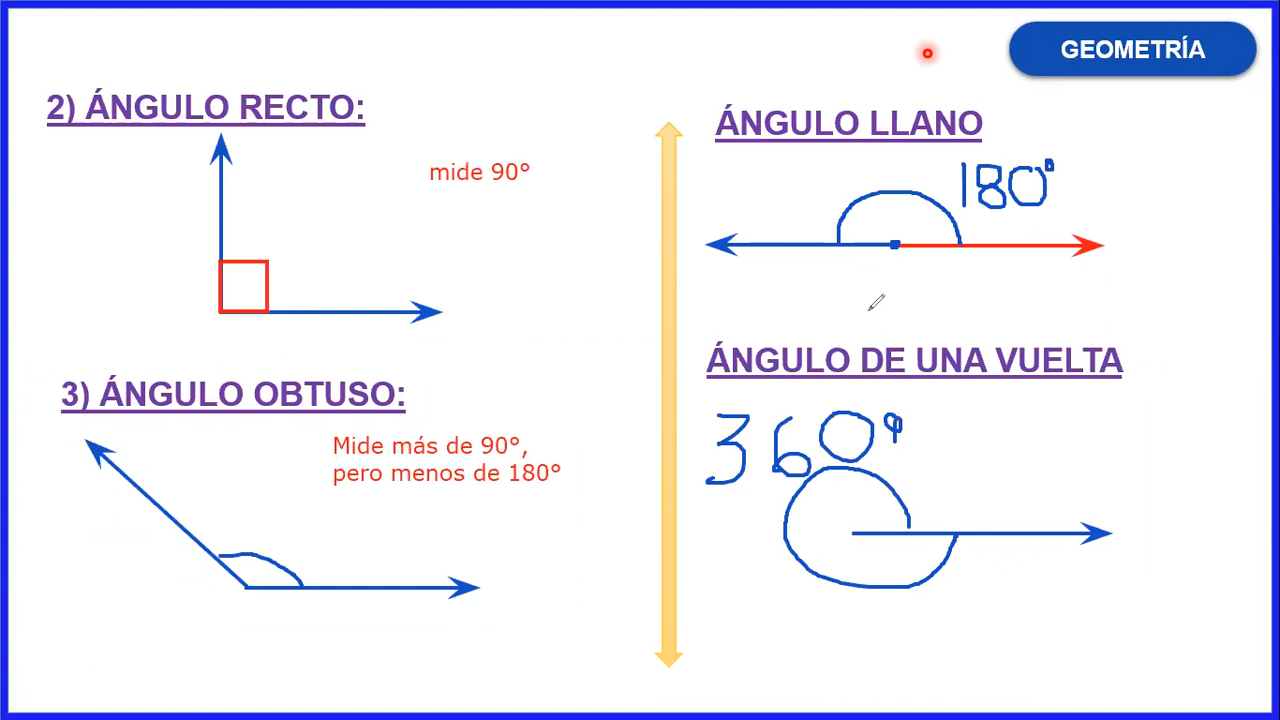 GEOMETRÍA
2) ÁNGULO RECTO:
mide 90°
3) ÁNGULO OBTUSO:
Mide más de 90°,
pero menos de 180°
ÁNGULO LLANO
180°
ÁNGULO DE UNA VUELTA
360°